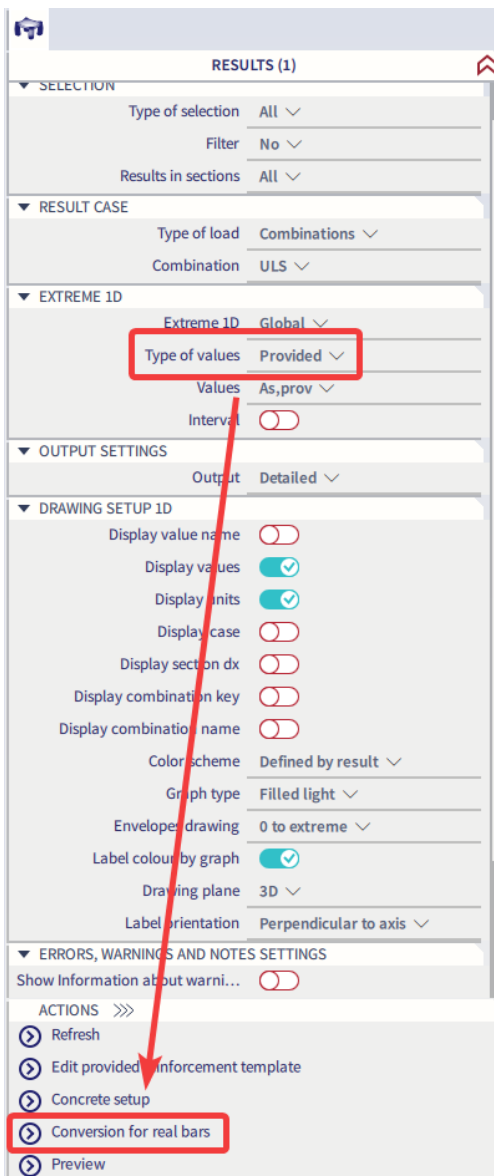 RESULTS (1)
SELECTION
Type of selection All
Filter No
Results in sections All
RESULT CASE
Type of load Combinations
Combination ULS
EXTREME 1D
Extreme 1D Global
Type of values Provided
Values As,prov
Interval
OUTPUT SETTINGS
Output Detailed
DRAWING SETUP 1D
Display value name
Display values
Display units
Display case
Display section dx
Display combination key
Display combination name
Color scheme Defined by result
Graph type Filled light
Envelopes drawing 0 to extreme
Label colour by graph
Drawing plane 3D
Label orientation Perpendicular to axis
ERRORS, WARNINGS AND NOTES SETTINGS
Show Information about warni...
ACTIONS >>>
Refresh
Edit provided reinforcement template
Concrete setup
Conversion for real bars
Preview